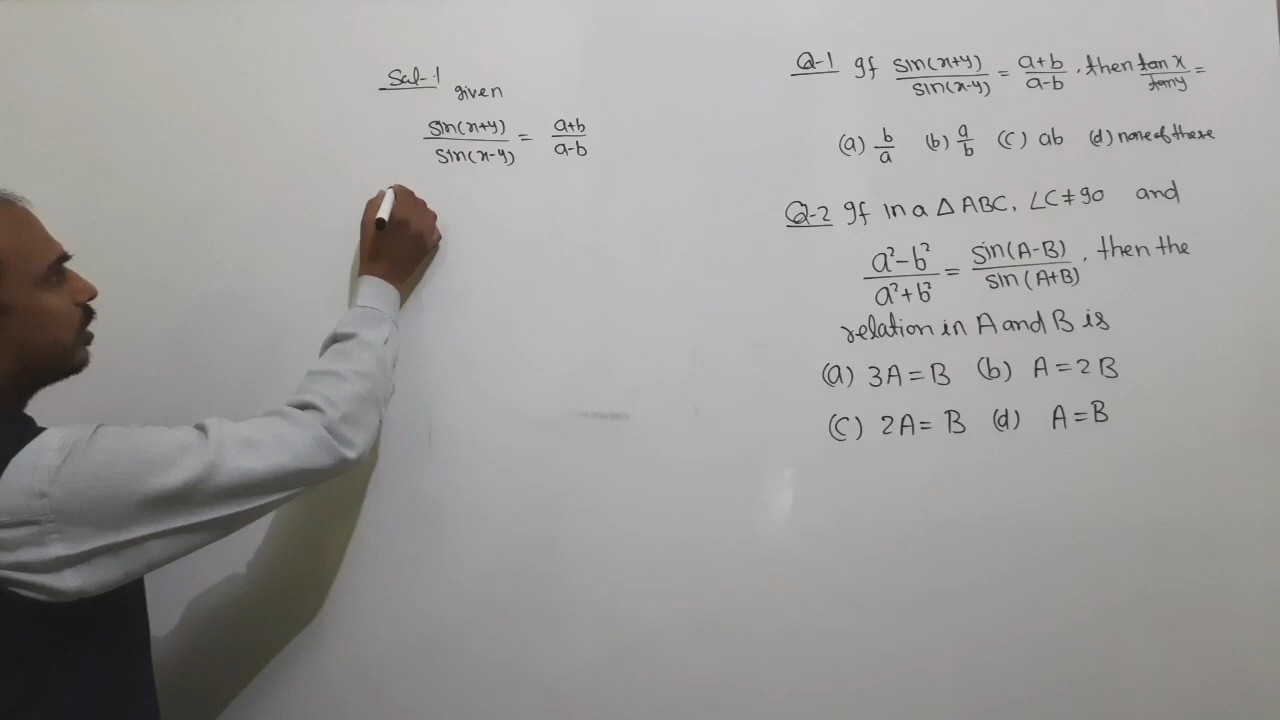 Sol-1 given
sin(x+y)/sin(x-y) = a+b/a-b
Q-1 If sin(x+y)/sin(x-y) = a+b/a-b, then tan x/tan y =
(a) b/a (b) a/b (c) ab (d) none of these
Q-2 If in a △ ABC, ∠C≠90 and
a²-b²/a²+b² = sin(A-B)/sin(A+B), then the
relation in A and B is
(a) 3A=B (b) A=2B
(c) 2A=B (d) A=B